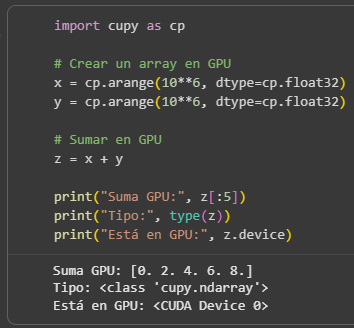 import cupy as cp
# Crear un array en GPU
x = cp.arange(10**6, dtype=cp.float32)
y = cp.arange(10**6, dtype=cp.float32)
# Sumar en GPU
z = x + y
print("Suma GPU:", z[:5])
print("Tipo:", type(z))
print("Está en GPU:", z.device)
Suma GPU: [0. 2. 4. 6. 8.]
Tipo: <class 'cupy.ndarray'>
Está en GPU: <CUDA Device 0>